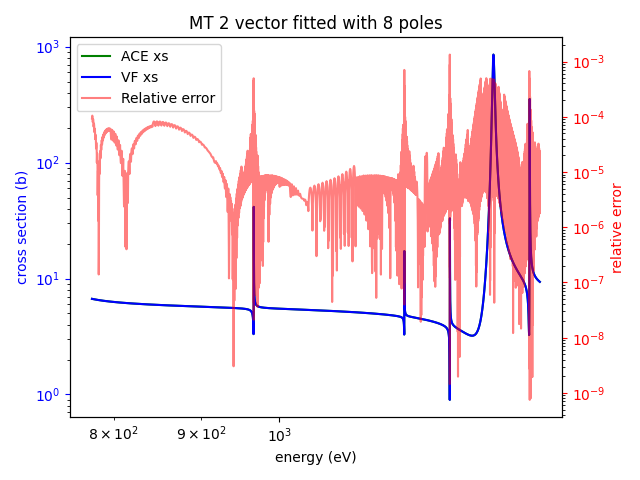 MT 2 vector fitted with 8 poles
ACE xs
VF xs
Relative error
10³
10²
10¹
10⁰
cross section (b)
10⁻³
10⁻⁴
10⁻⁵
10⁻⁶
10⁻⁷
10⁻⁸
10⁻⁹
relative error
8 × 10² 9 × 10² 10³
energy (eV)